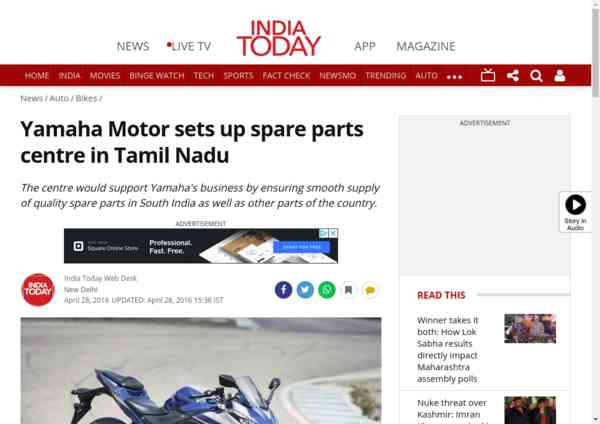 NEWS
LIVE TV
INDIA
TODAY
APP
MAGAZINE
HOME INDIA MOVIES BINGE WATCH TECH SPORTS FACT CHECK NEWSMO TRENDING AUTO
News / Auto / Bikes /
Yamaha Motor sets up spare parts
centre in Tamil Nadu
The centre would support Yamaha's business by ensuring smooth supply
of quality spare parts in South India as well as other parts of the country.
ADVERTISEMENT
Square Online Store
Professional.
Fast. Free.
START FOR FREE
INDIA
TODAY
India Today Web Desk
New Delhi
April 28, 2016 UPDATED: April 28, 2016 15:38 IST
ADVERTISEMENT
Story in
Audio
READ THIS
Winner takes it
both: How Lok
Sabha results
directly impact
Maharashtra
assembly polls
Nuke threat over
Kashmir: Imran